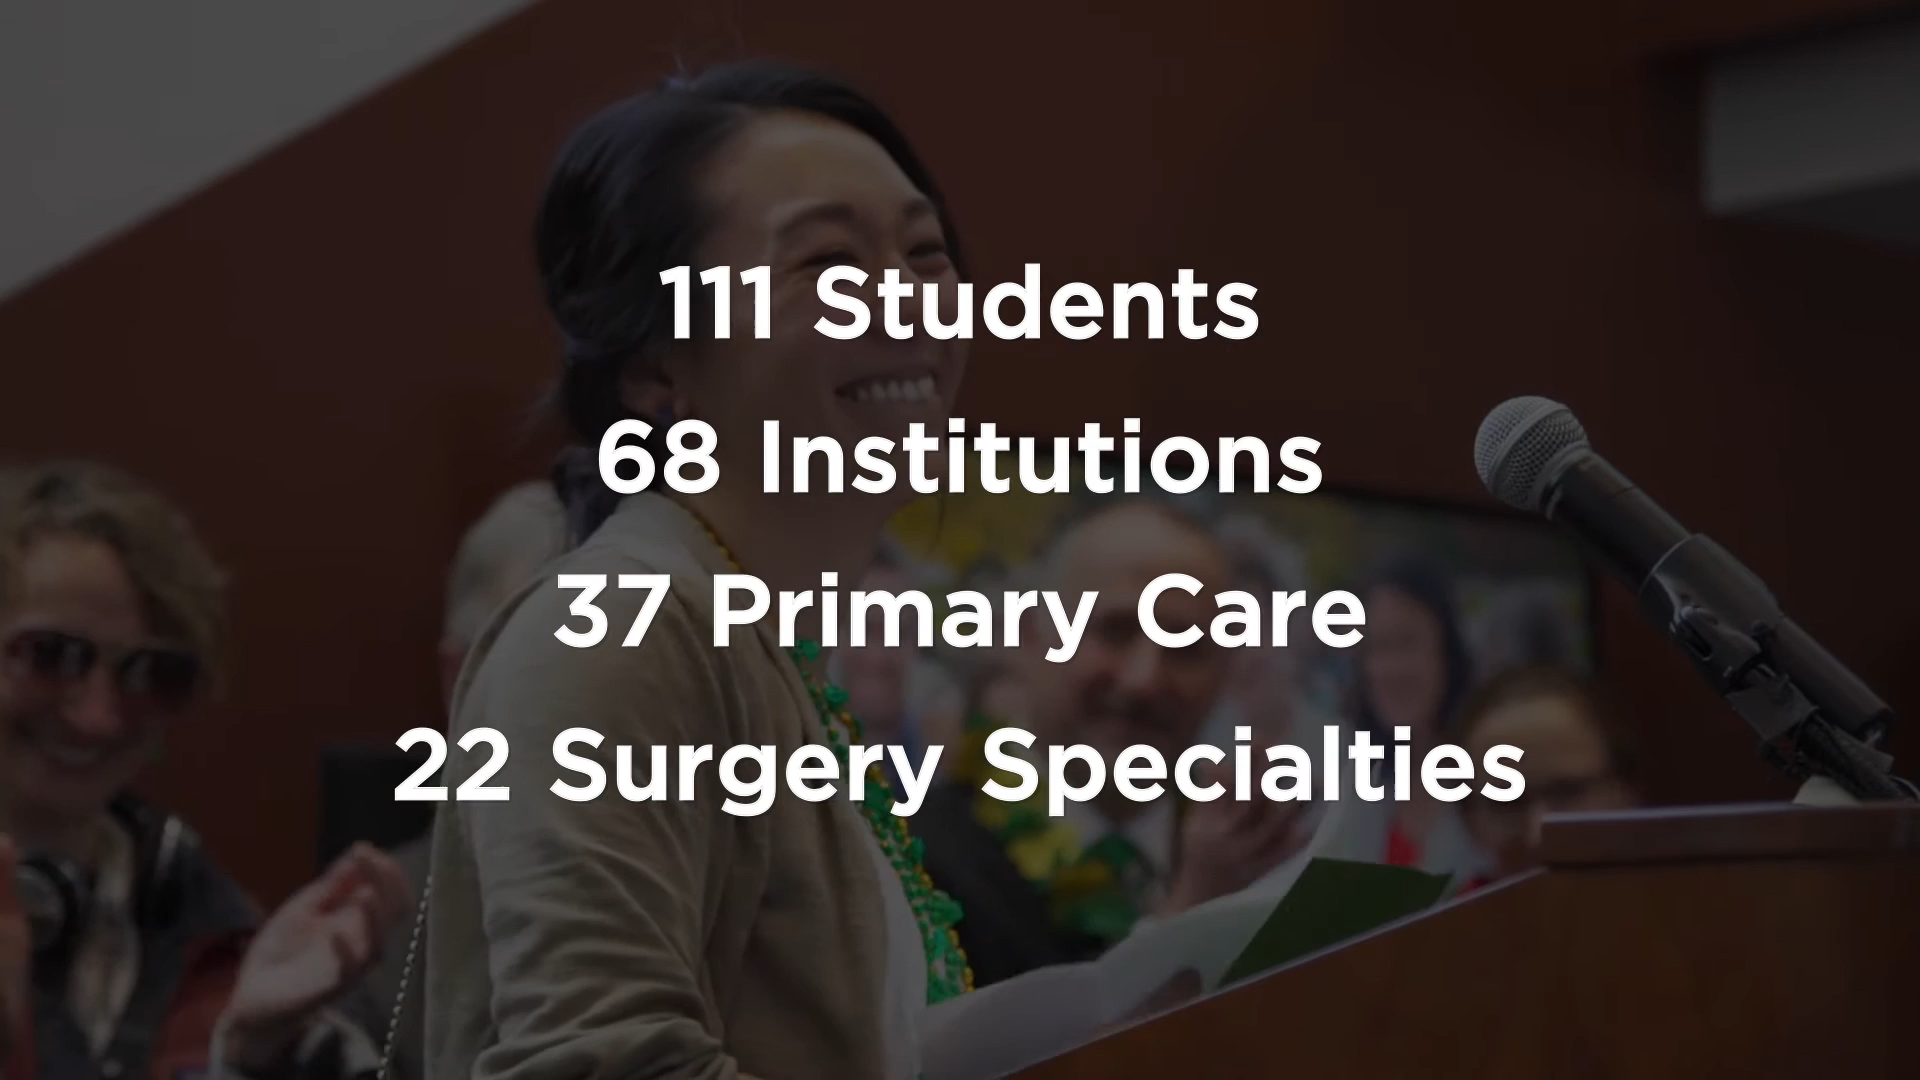 111 Students
68 Institutions
37 Primary Care
22 Surgery Specialties